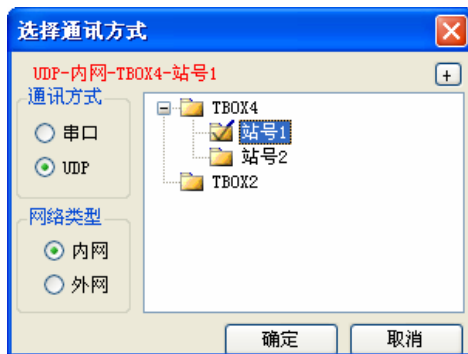 选择通讯方式
UDP-内网-TBOX4-站号1
+
通讯方式
串口
UDP
网络类型
内网
外网
TBOX4
站号1
站号2
TBOX2
确定
取消